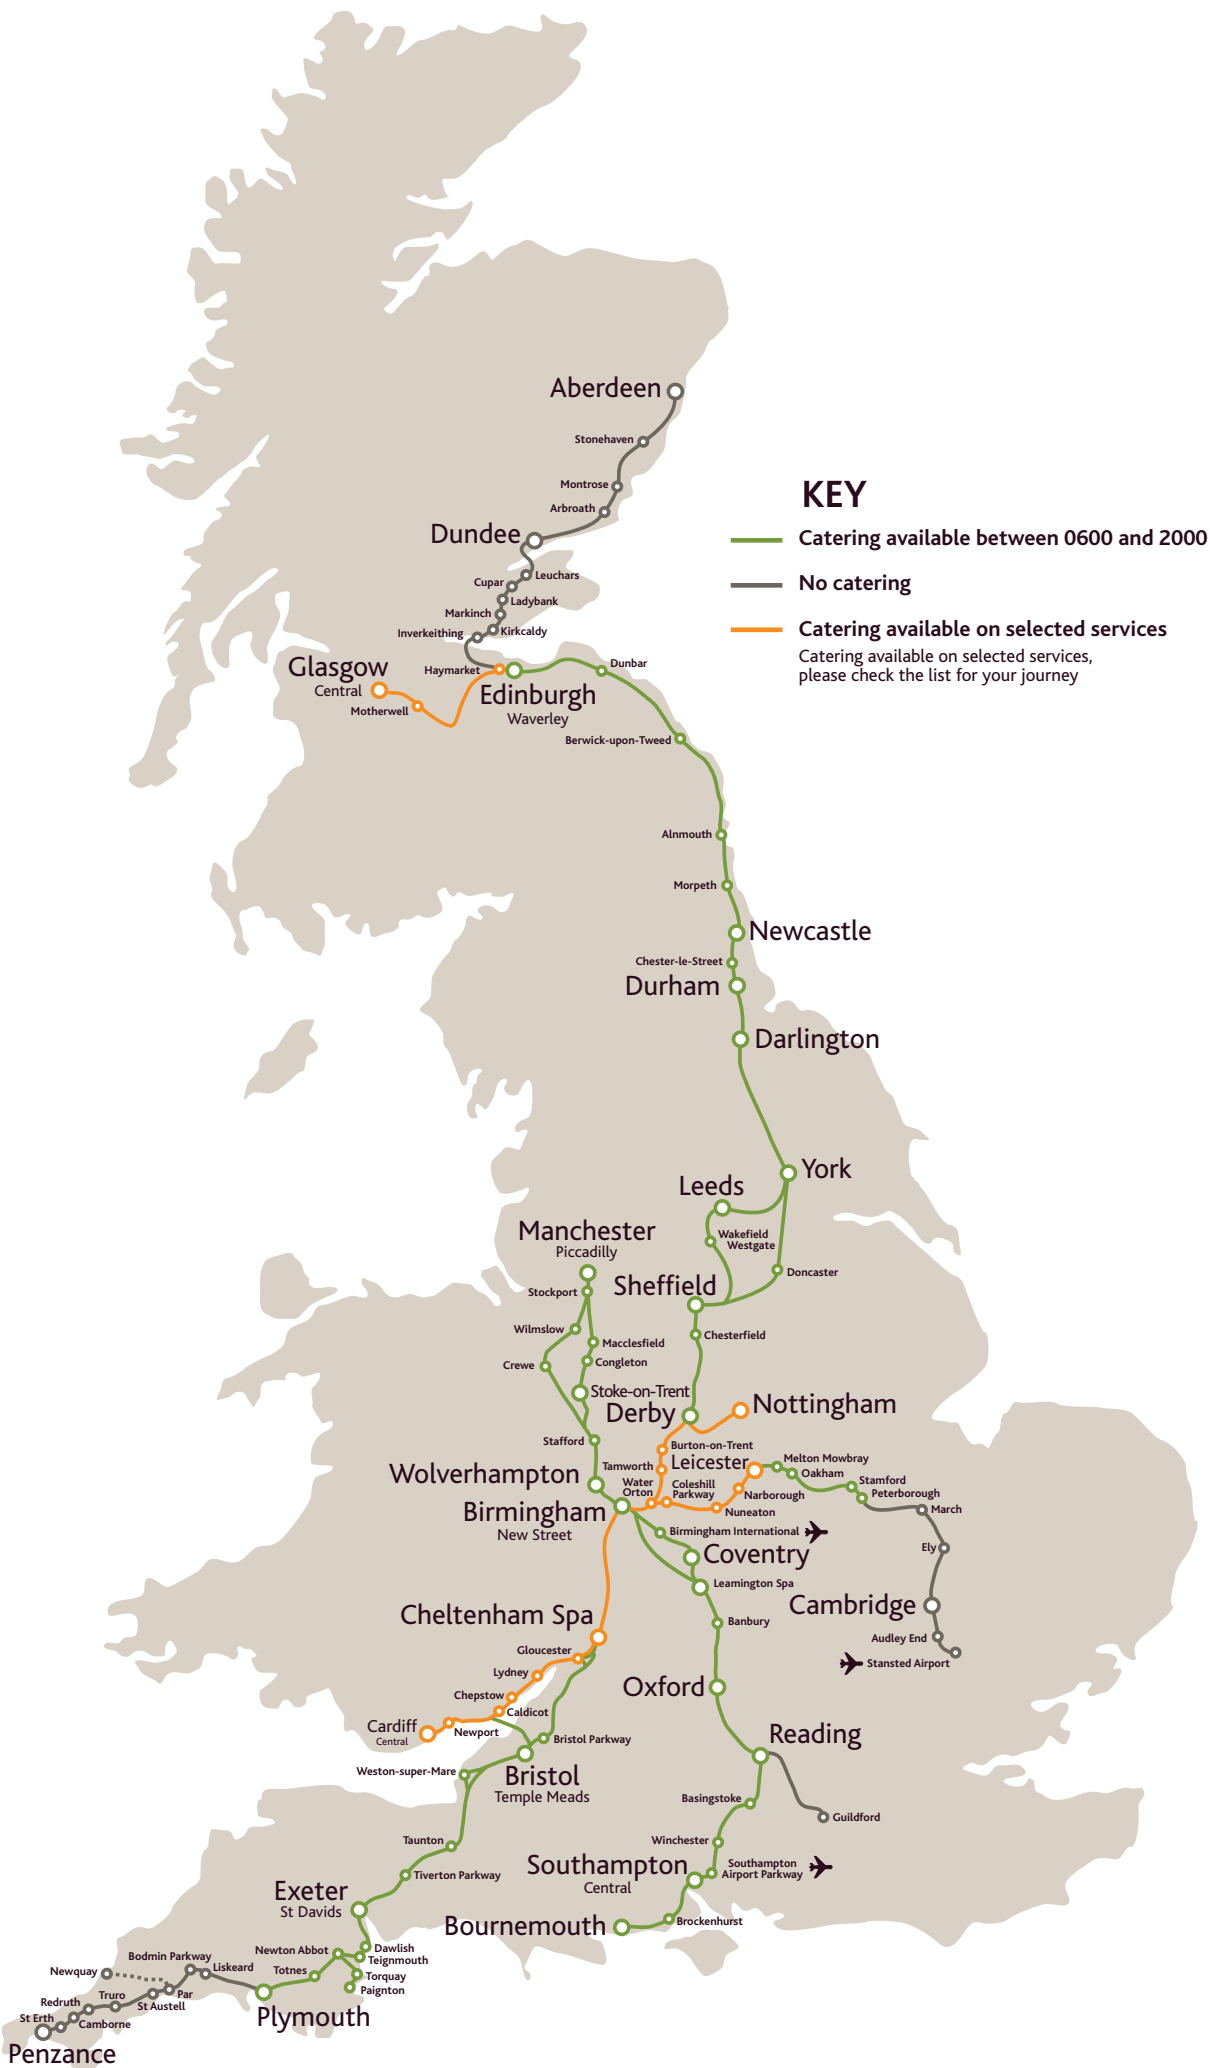 Aberdeen
Stonehaven
Montrose
Arbroath
Dundee
Leuchars
Cupar
Ladybank
Markinch
Kirkcaldy
Inverkeithing
KEY
Catering available between 0600 and 2000
No catering
Catering available on selected services
Catering available on selected services,
please check the list for your journey
Glasgow
Central
Motherwell
Haymarket
Edinburgh
Waverley
Dunbar
Berwick-upon-Tweed
Alnmouth
Morpeth
Newcastle
Chester-le-Street
Durham
Darlington
York
Leeds
Wakefield
Westgate
Doncaster
Manchester
Piccadilly
Stockport
Sheffield
Wilmslow
Macclesfield
Chesterfield
Crewe
Congleton
Stoke-on-Trent
Derby
Nottingham
Stafford
Burton-on-Trent
Tamworth
Leicester
Melton Mowbray
Oakham
Stamford
Peterborough
March
Wolverhampton
Water
Orton
Coleshill
Parkway
Narborough
Nuneaton
Birmingham
New Street
Birmingham International
Ely
Coventry
Leamington Spa
Cambridge
Cheltenham Spa
Banbury
Audley End
Stansted Airport
Gloucester
Lydney
Oxford
Chepstow
Caldicot
Cardiff
Central
Newport
Bristol Parkway
Reading
Weston-super-Mare
Bristol
Temple Meads
Basingstoke
Guildford
Taunton
Winchester
Tiverton Parkway
Southampton
Central
Southampton
Airport Parkway
Exeter
St Davids
Bournemouth
Brockenhurst
Newton Abbot
Dawlish
Teignmouth
Bodmin Parkway
Liskeard
Totnes
Torquay
Paignton
Newquay
Par
St Austell
Truro
Redruth
Camborne
St Erth
Plymouth
Penzance